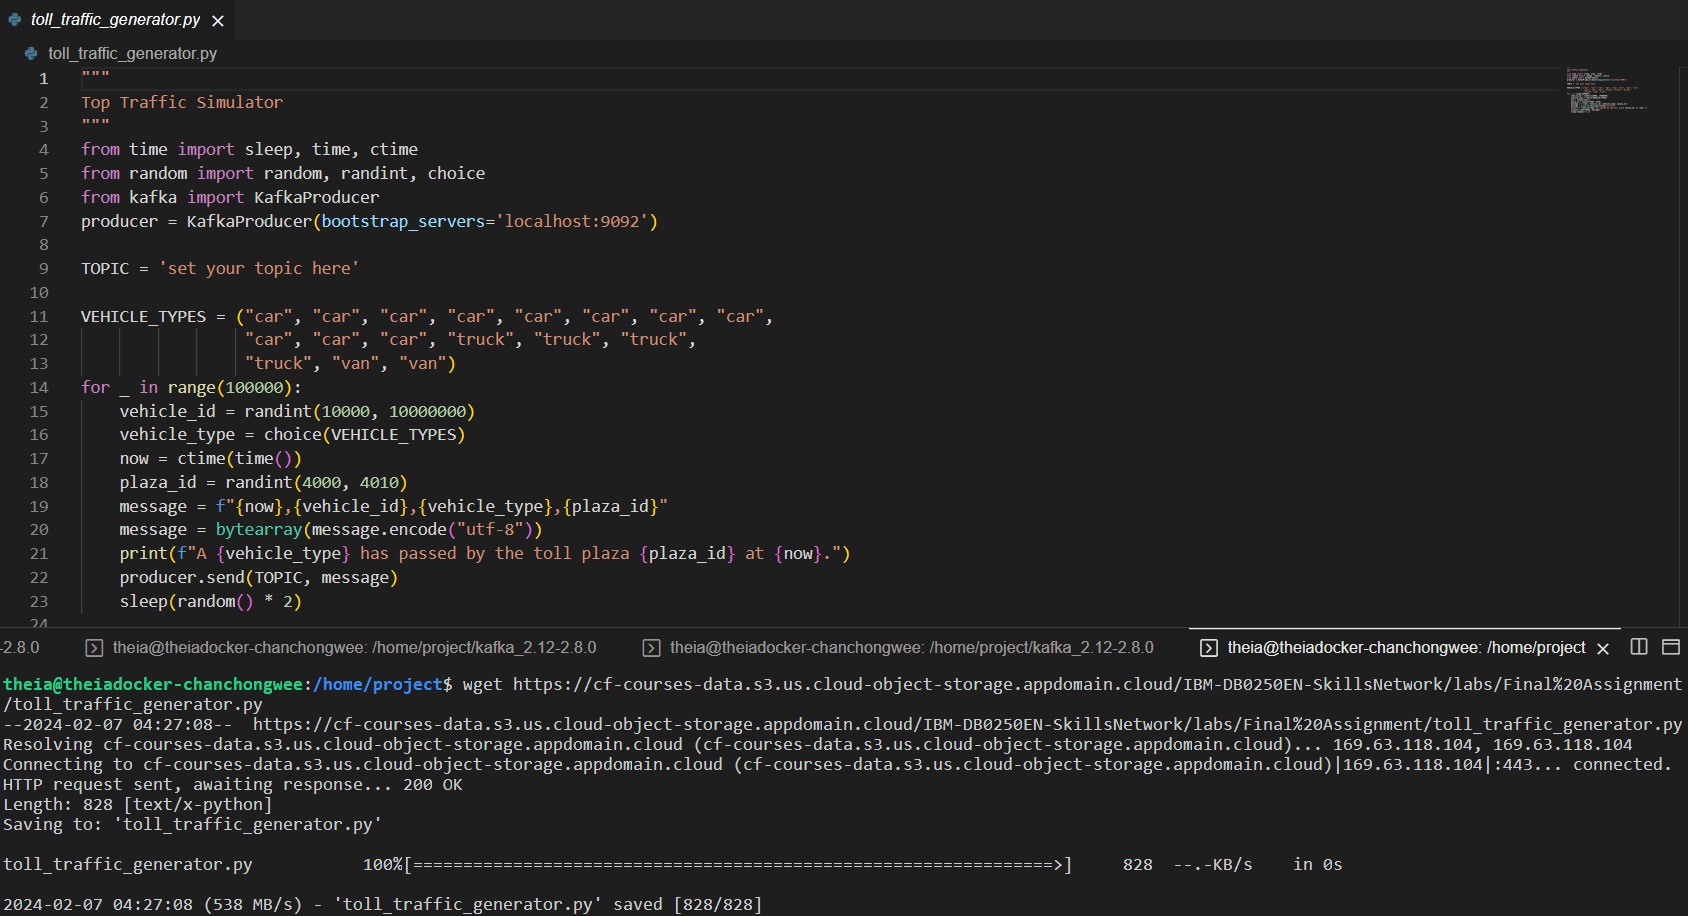 toll_traffic_generator.py
toll_traffic_generator.py
1 """
2 Top Traffic Simulator
3 """
4 from time import sleep, time, ctime
5 from random import random, randint, choice
6 from kafka import KafkaProducer
7 producer = KafkaProducer(bootstrap_servers='localhost:9092')
8
9 TOPIC = 'set your topic here'
10
11 VEHICLE_TYPES = ("car", "car", "car", "car", "car", "car", "car", "car",
12 "car", "car", "car", "truck", "truck", "truck",
13 "truck", "van", "van")
14 for _ in range(100000):
15 vehicle_id = randint(10000, 10000000)
16 vehicle_type = choice(VEHICLE_TYPES)
17 now = ctime(time())
18 plaza_id = randint(4000, 4010)
19 message = f"{now},{vehicle_id},{vehicle_type},{plaza_id}"
20 message = bytearray(message.encode("utf-8"))
21 print(f"A {vehicle_type} has passed by the toll plaza {plaza_id} at {now}.")
22 producer.send(TOPIC, message)
23 sleep(random() * 2)
24
-2.8.0 theia@theiadocker-chanchongwee: /home/project/kafka_2.12-2.8.0 theia@theiadocker-chanchongwee: /home/project/kafka_2.12-2.8.0 theia@theiadocker-chanchongwee: /home/project
theia@theiadocker-chanchongwee:/home/project$ wget https://cf-courses-data.s3.us.cloud-object-storage.appdomain.cloud/IBM-DB0250EN-SkillsNetwork/labs/Final%20Assignment
/toll_traffic_generator.py
--2024-02-07 04:27:08-- https://cf-courses-data.s3.us.cloud-object-storage.appdomain.cloud/IBM-DB0250EN-SkillsNetwork/labs/Final%20Assignment/toll_traffic_generator.py
Resolving cf-courses-data.s3.us.cloud-object-storage.appdomain.cloud (cf-courses-data.s3.us.cloud-object-storage.appdomain.cloud)... 169.63.118.104, 169.63.118.104
Connecting to cf-courses-data.s3.us.cloud-object-storage.appdomain.cloud (cf-courses-data.s3.us.cloud-object-storage.appdomain.cloud)|169.63.118.104|:443... connected.
HTTP request sent, awaiting response... 200 OK
Length: 828 [text/x-python]
Saving to: 'toll_traffic_generator.py'
toll_traffic_generator.py 100%[================================================================>] 828 --.-KB/s in 0s
2024-02-07 04:27:08 (538 MB/s) - 'toll_traffic_generator.py' saved [828/828]